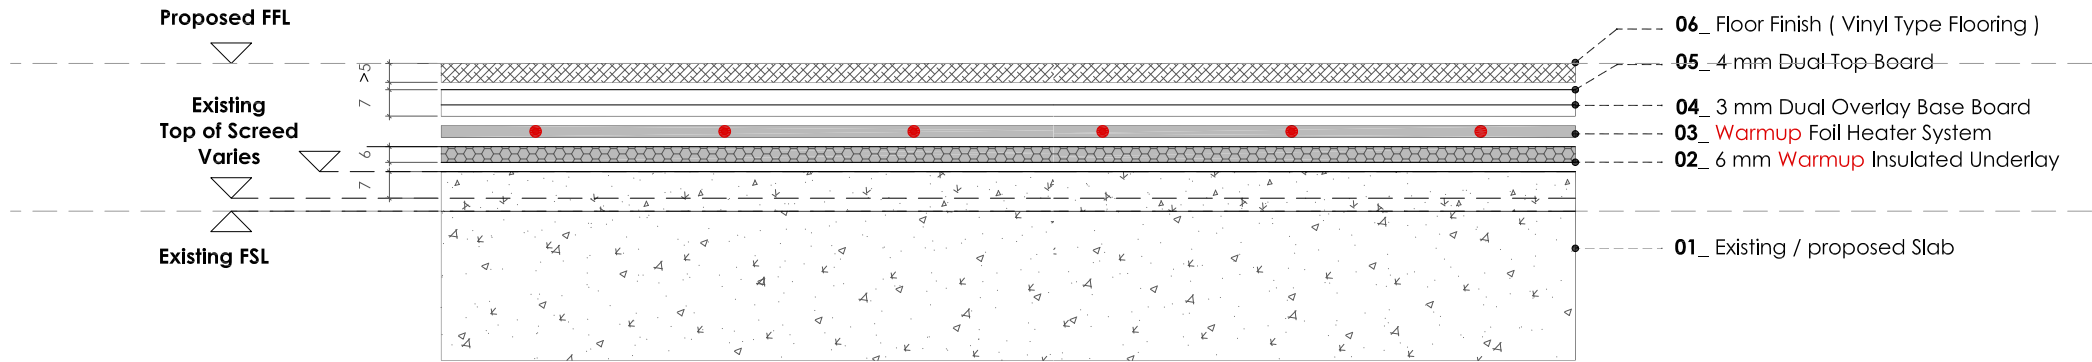 Proposed FFL
Existing
Top of Screed
Varies
Existing FSL
>5
7
6
7
06_ Floor Finish ( Vinyl Type Flooring )
05_ 4 mm Dual Top Board
04_ 3 mm Dual Overlay Base Board
03_ Warmup Foil Heater System
02_ 6 mm Warmup Insulated Underlay
01_ Existing / proposed Slab